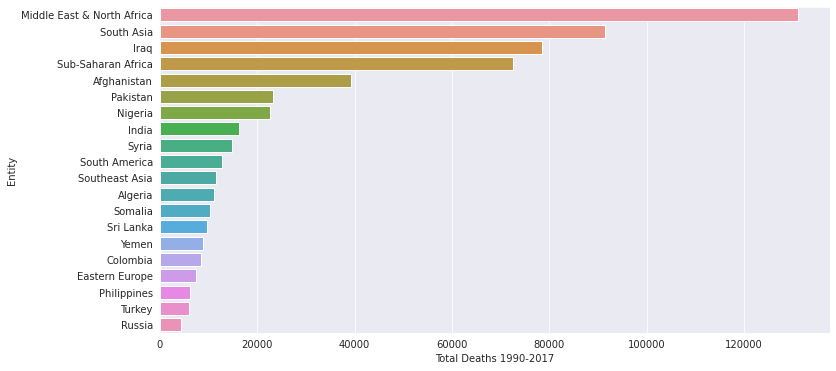 Middle East & North Africa
South Asia
Iraq
Sub-Saharan Africa
Afghanistan
Pakistan
Nigeria
India
Syria
South America
Southeast Asia
Algeria
Somalia
Sri Lanka
Yemen
Colombia
Eastern Europe
Philippines
Turkey
Russia
Entity
0 20000 40000 60000 80000 100000 120000
Total Deaths 1990-2017